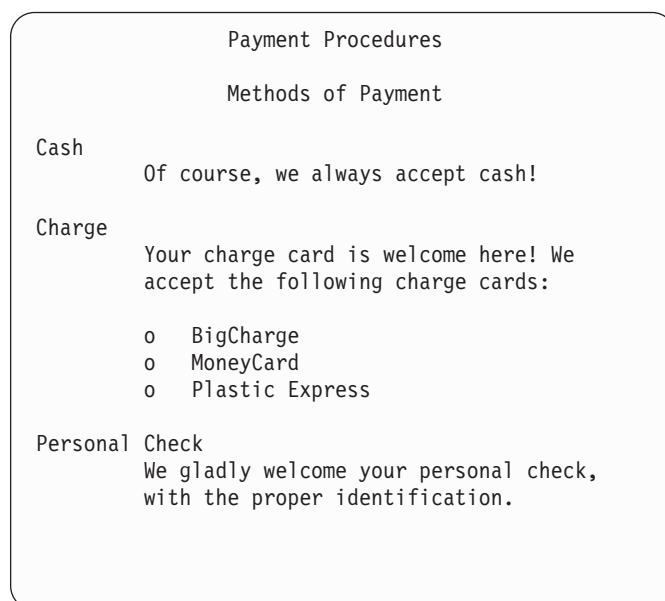 Payment Procedures
Methods of Payment
Cash
Of course, we always accept cash!
Charge
Your charge card is welcome here! We
accept the following charge cards:
o BigCharge
o MoneyCard
o Plastic Express
Personal Check
We gladly welcome your personal check,
with the proper identification.